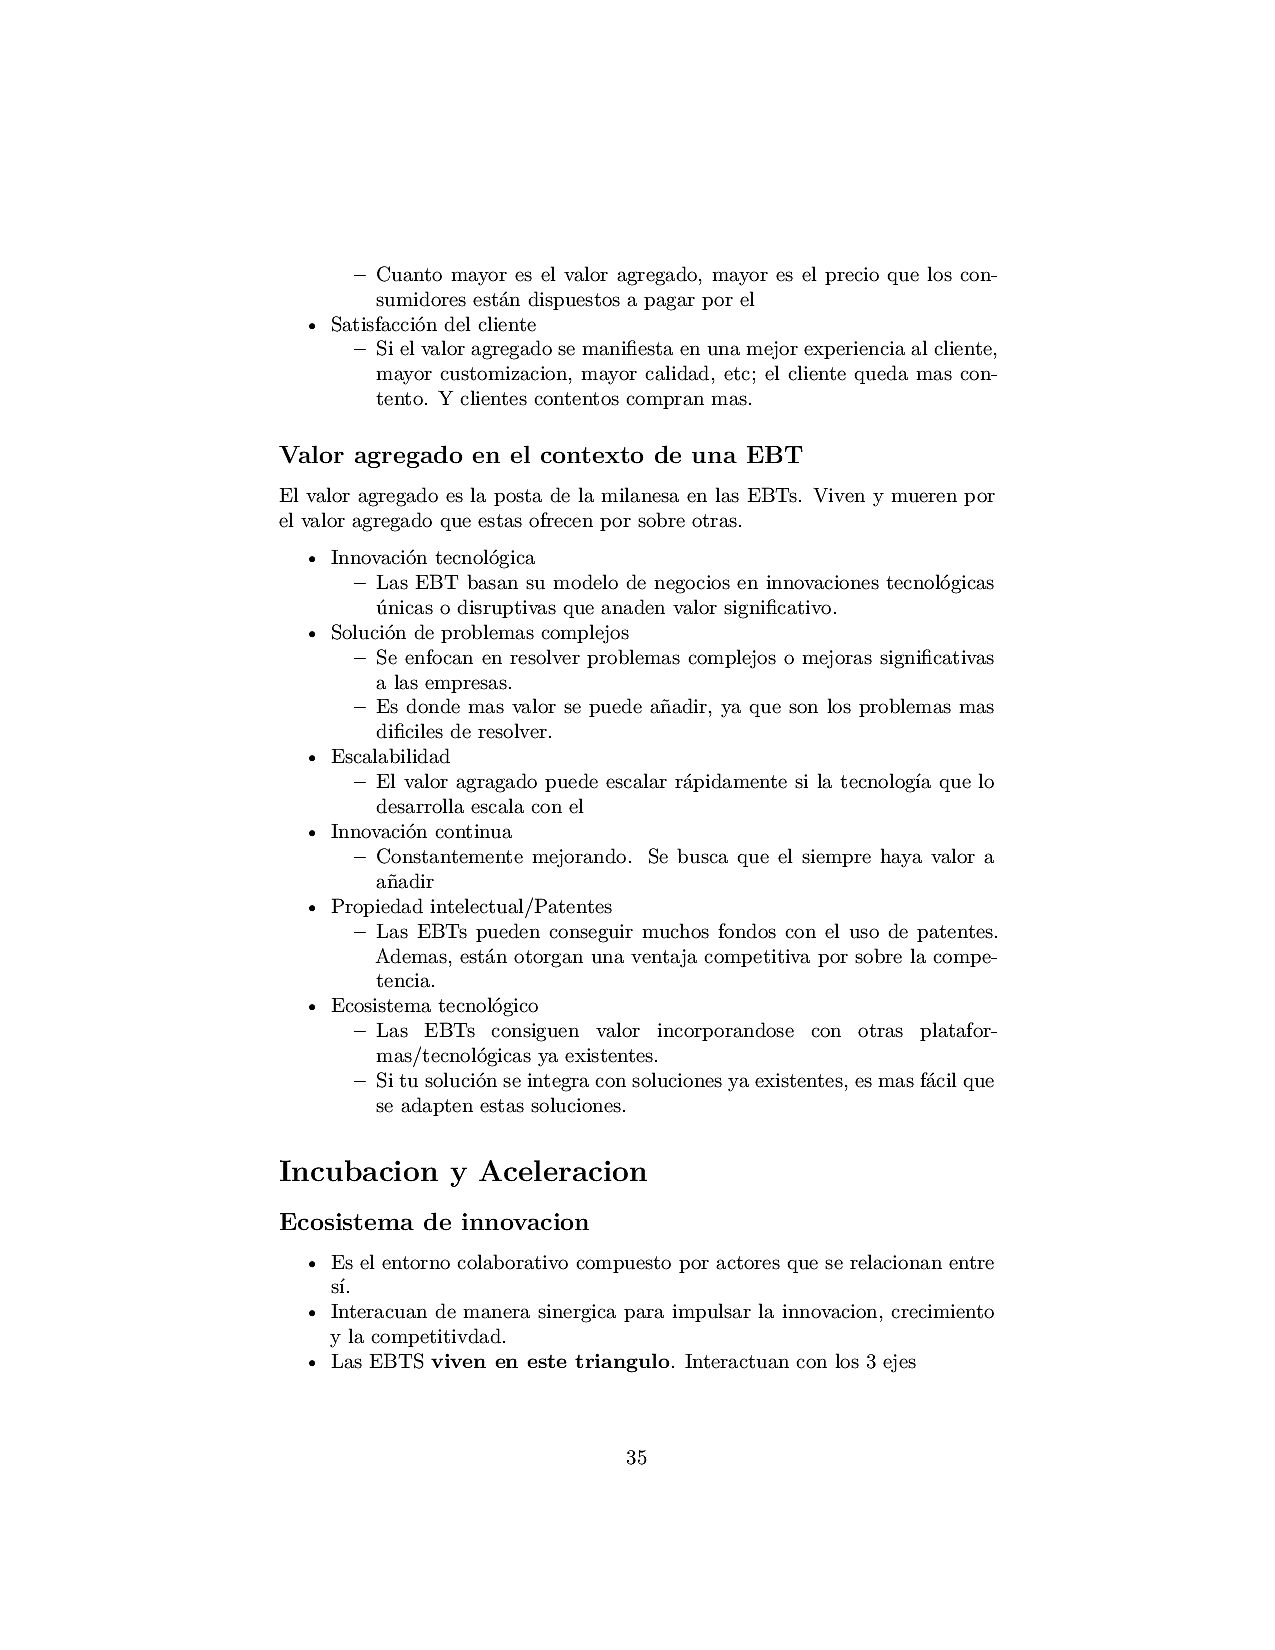 – Cuanto mayor es el valor agregado, mayor es el precio que los con-
sumidores están dispuestos a pagar por el
• Satisfacción del cliente
– Si el valor agregado se manifiesta en una mejor experiencia al cliente,
mayor customizacion, mayor calidad, etc; el cliente queda mas con-
tento. Y clientes contentos compran mas.
Valor agregado en el contexto de una EBT
El valor agregado es la posta de la milanesa en las EBTs. Viven y mueren por
el valor agregado que estas ofrecen por sobre otras.
• Innovación tecnológica
– Las EBT basan su modelo de negocios en innovaciones tecnológicas
únicas o disruptivas que anaden valor significativo.
• Solución de problemas complejos
– Se enfocan en resolver problemas complejos o mejoras significativas
a las empresas.
– Es donde mas valor se puede añadir, ya que son los problemas mas
dificiles de resolver.
• Escalabilidad
– El valor agragado puede escalar rápidamente si la tecnología que lo
desarrolla escala con el
• Innovación continua
– Constantemente mejorando. Se busca que el siempre haya valor a
añadir
• Propiedad intelectual/Patentes
– Las EBTs pueden conseguir muchos fondos con el uso de patentes.
Ademas, están otorgan una ventaja competitiva por sobre la compe-
tencia.
• Ecosistema tecnológico
– Las EBTs consiguen valor incorporandose con otras platafor-
mas/tecnológicas ya existentes.
– Si tu solución se integra con soluciones ya existentes, es mas fácil que
se adapten estas soluciones.
Incubacion y Aceleracion
Ecosistema de innovacion
• Es el entorno colaborativo compuesto por actores que se relacionan entre
sí.
• Interacuan de manera sinergica para impulsar la innovacion, crecimiento
y la competitivdad.
• Las EBTS viven en este triangulo. Interactuan con los 3 ejes
35